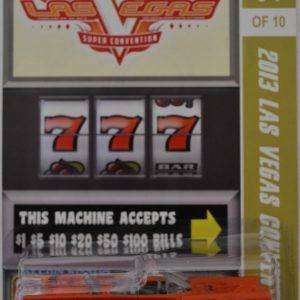 LAS VEGAS
SUPER CONVENTION
OF 10
2013 LAS VEGAS
7 7 7
BAR
THIS MACHINE ACCEPTS
$1 $5 $10 $20 $50 $100 BILLS